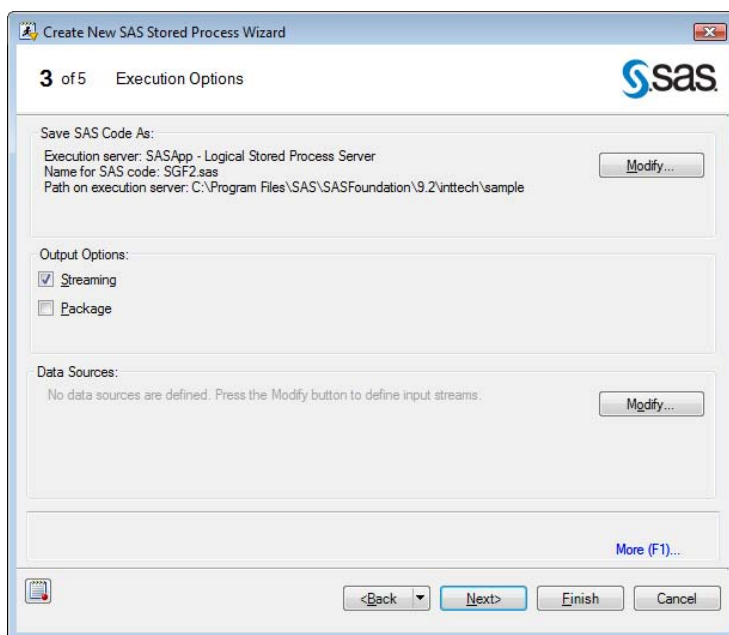 Create New SAS Stored Process Wizard
3 of 5 Execution Options
sas
Save SAS Code As:
Execution server: SASApp - Logical Stored Process Server
Name for SAS code: SGF2.sas
Path on execution server: C:\Program Files\SAS\SASFoundation\9.2\inttech\sample
Modify...
Output Options:
Streaming
Package
Data Sources:
No data sources are defined. Press the Modify button to define input streams.
Modify...
More (F1)...
<Back Next> Finish Cancel